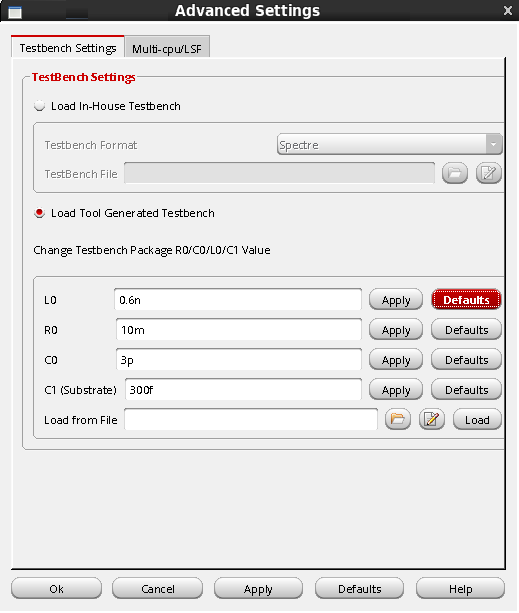 Advanced Settings
Testbench Settings Multi-cpu/LSF
TestBench Settings
Load In-House Testbench
Testbench Format Spectre
TestBench File
Load Tool Generated Testbench
Change Testbench Package R0/C0/L0/C1 Value
L0 0.6n Apply Defaults
R0 10m Apply Defaults
C0 3p Apply Defaults
C1 (Substrate) 300f Apply Defaults
Load from File Load
Ok Cancel Apply Defaults Help